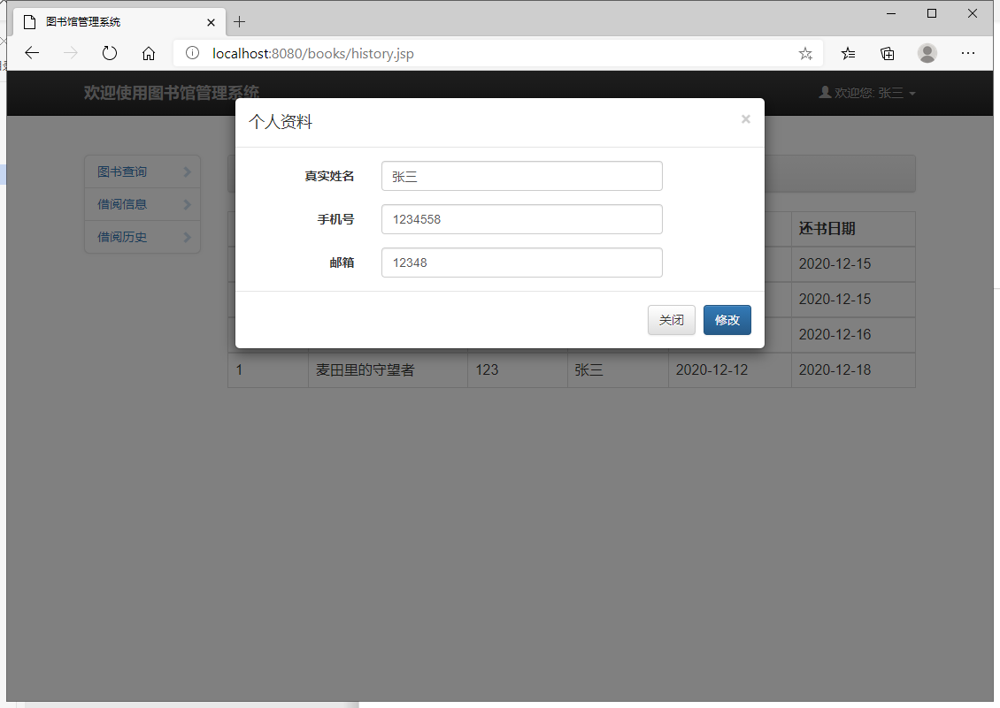 图书馆管理系统
localhost:8080/books/history.jsp
欢迎使用图书馆管理系统
欢迎您: 张三
个人资料
×
真实姓名 张三
手机号 1234558
邮箱 12348
关闭 修改
图书查询
借阅信息
借阅历史
还书日期
2020-12-15
2020-12-15
2020-12-16
1 麦田里的守望者 123 张三 2020-12-12 2020-12-18